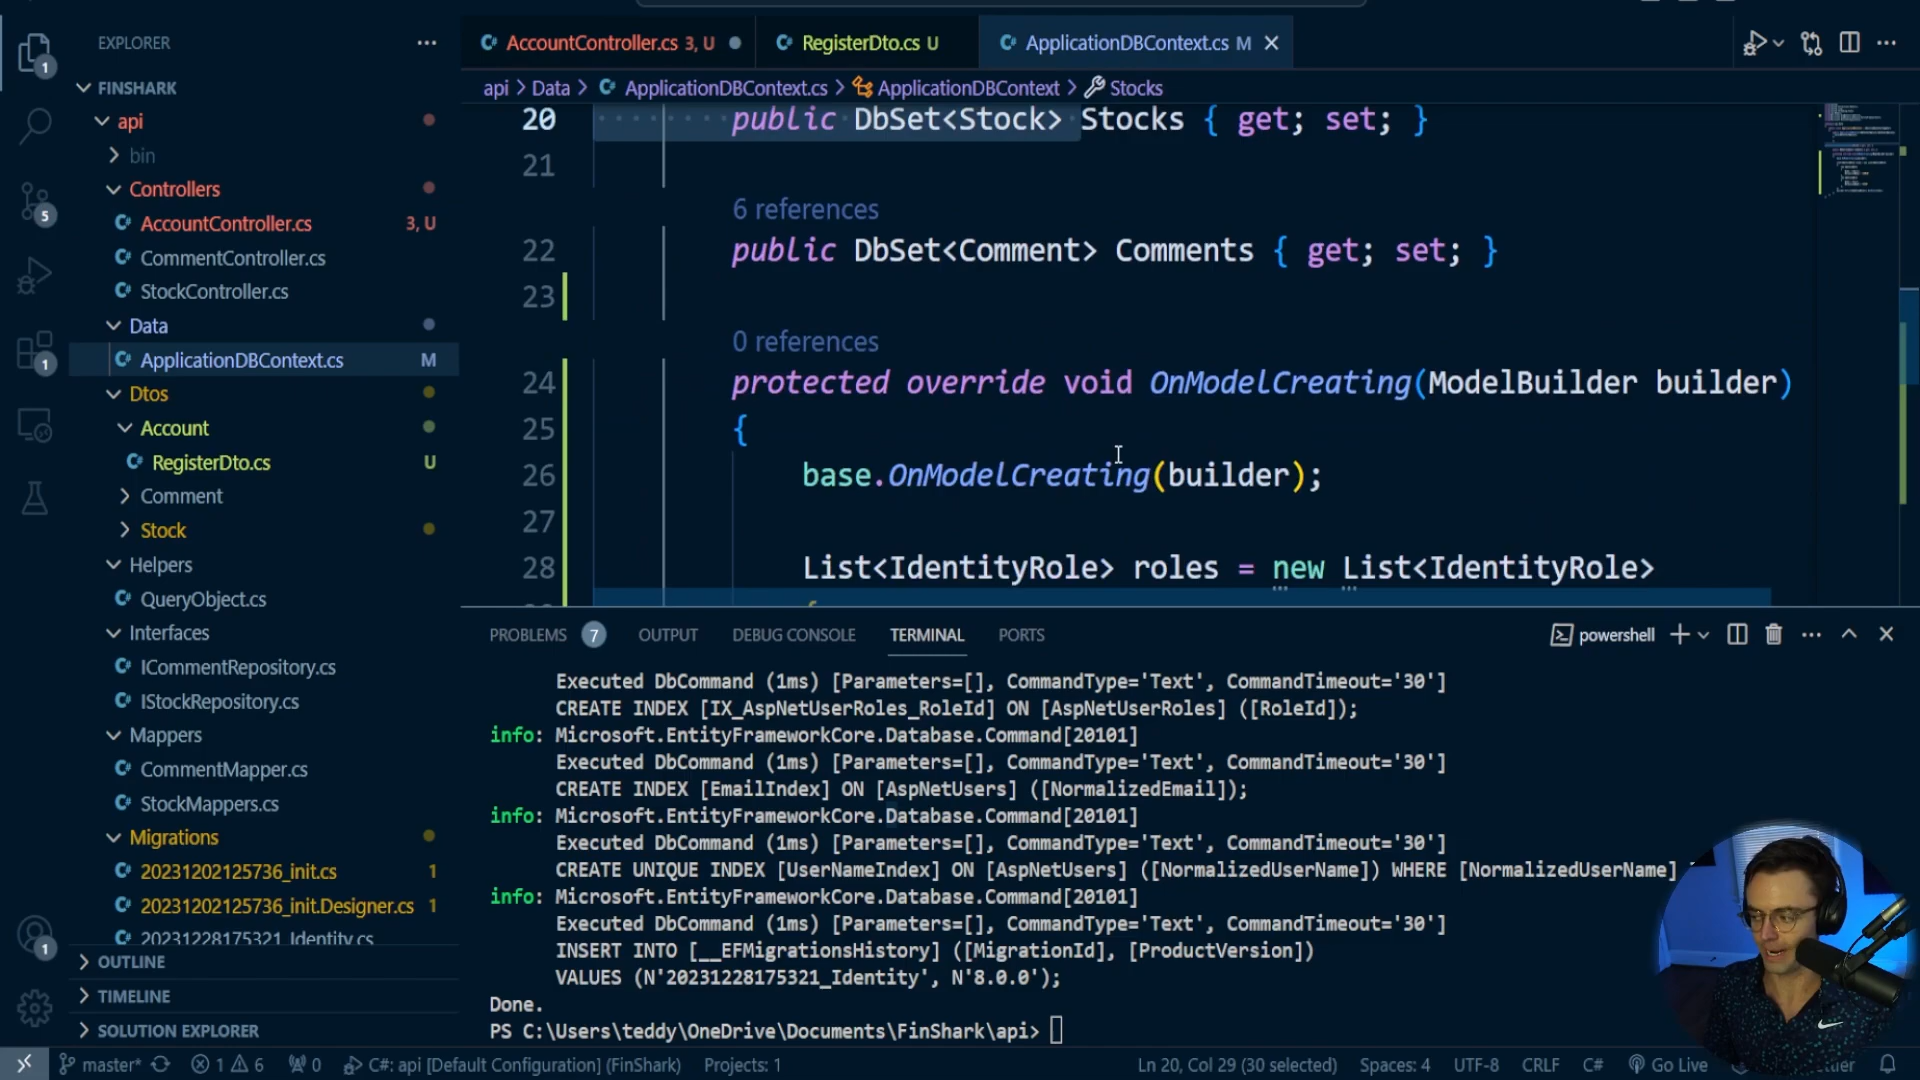 EXPLORER
FINSHARK
api
bin
Controllers
AccountController.cs 3, U
CommentController.cs
StockController.cs
Data
ApplicationDBContext.cs M
Dtos
Account
RegisterDto.cs U
Comment
Stock
Helpers
QueryObject.cs
Interfaces
ICommentRepository.cs
IStockRepository.cs
Mappers
CommentMapper.cs
StockMappers.cs
Migrations
20231202125736_init.cs 1
20231202125736_init.Designer.cs 1
20231228175321_Identity.cs
OUTLINE
TIMELINE
SOLUTION EXPLORER
1
5
1
1
AccountController.cs 3, U
RegisterDto.cs U
ApplicationDBContext.cs M
api > Data > ApplicationDBContext.cs > ApplicationDBContext > Stocks
20 public DbSet<Stock> Stocks { get; set; }
21
6 references
22 public DbSet<Comment> Comments { get; set; }
23
0 references
24 protected override void OnModelCreating(ModelBuilder builder)
25 {
26 base.OnModelCreating(builder);
27
28 List<IdentityRole> roles = new List<IdentityRole>
PROBLEMS 7 OUTPUT DEBUG CONSOLE TERMINAL PORTS
powershell
Executed DbCommand (1ms) [Parameters=[], CommandType='Text', CommandTimeout='30']
CREATE INDEX [IX_AspNetUserRoles_RoleId] ON [AspNetUserRoles] ([RoleId]);
info: Microsoft.EntityFrameworkCore.Database.Command[20101]
Executed DbCommand (1ms) [Parameters=[], CommandType='Text', CommandTimeout='30']
CREATE INDEX [EmailIndex] ON [AspNetUsers] ([NormalizedEmail]);
info: Microsoft.EntityFrameworkCore.Database.Command[20101]
Executed DbCommand (1ms) [Parameters=[], CommandType='Text', CommandTimeout='30']
CREATE UNIQUE INDEX [UserNameIndex] ON [AspNetUsers] ([NormalizedUserName]) WHERE [NormalizedUserName]
info: Microsoft.EntityFrameworkCore.Database.Command[20101]
Executed DbCommand (1ms) [Parameters=[], CommandType='Text', CommandTimeout='30']
INSERT INTO [__EFMigrationsHistory] ([MigrationId], [ProductVersion])
VALUES (N'20231228175321_Identity', N'8.0.0');
Done.
PS C:\Users\teddy\OneDrive\Documents\FinShark\api>
master* 1 6 0 C#: api [Default Configuration] (FinShark) Projects: 1 Ln 20, Col 29 (30 selected) Spaces: 4 UTF-8 CRLF C# Go Live